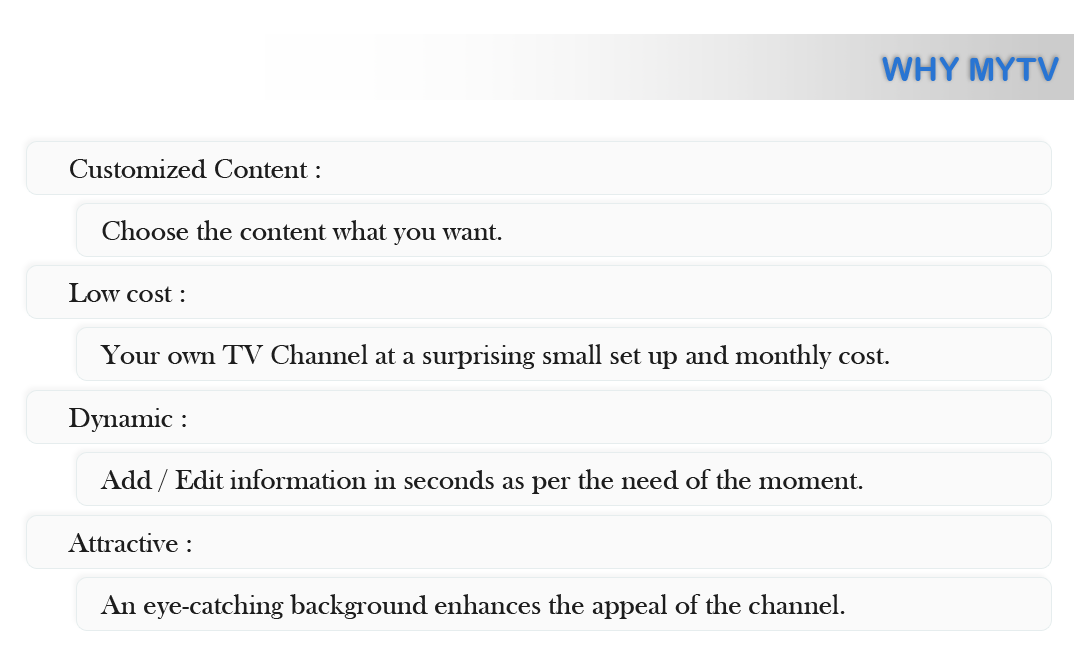 WHY MYTV
Customized Content :
Choose the content what you want.
Low cost :
Your own TV Channel at a surprising small set up and monthly cost.
Dynamic :
Add / Edit information in seconds as per the need of the moment.
Attractive :
An eye-catching background enhances the appeal of the channel.